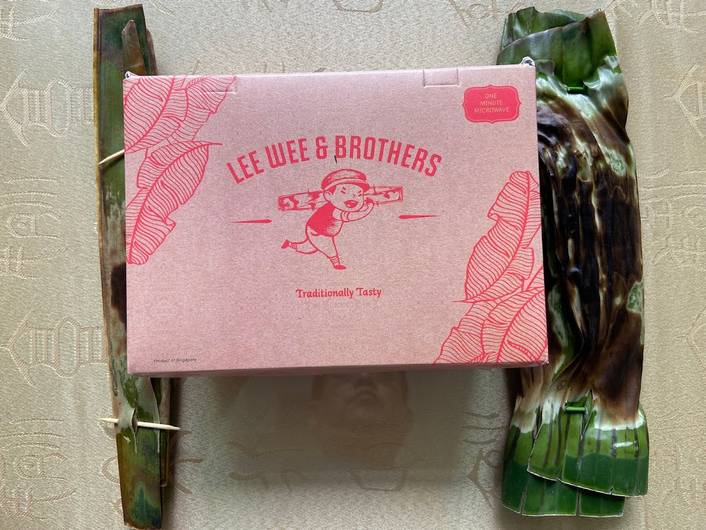 ONE
MINUTE
MICROWAVE
LEE WEE & BROTHERS
Traditionally Tasty
Product of Singapore